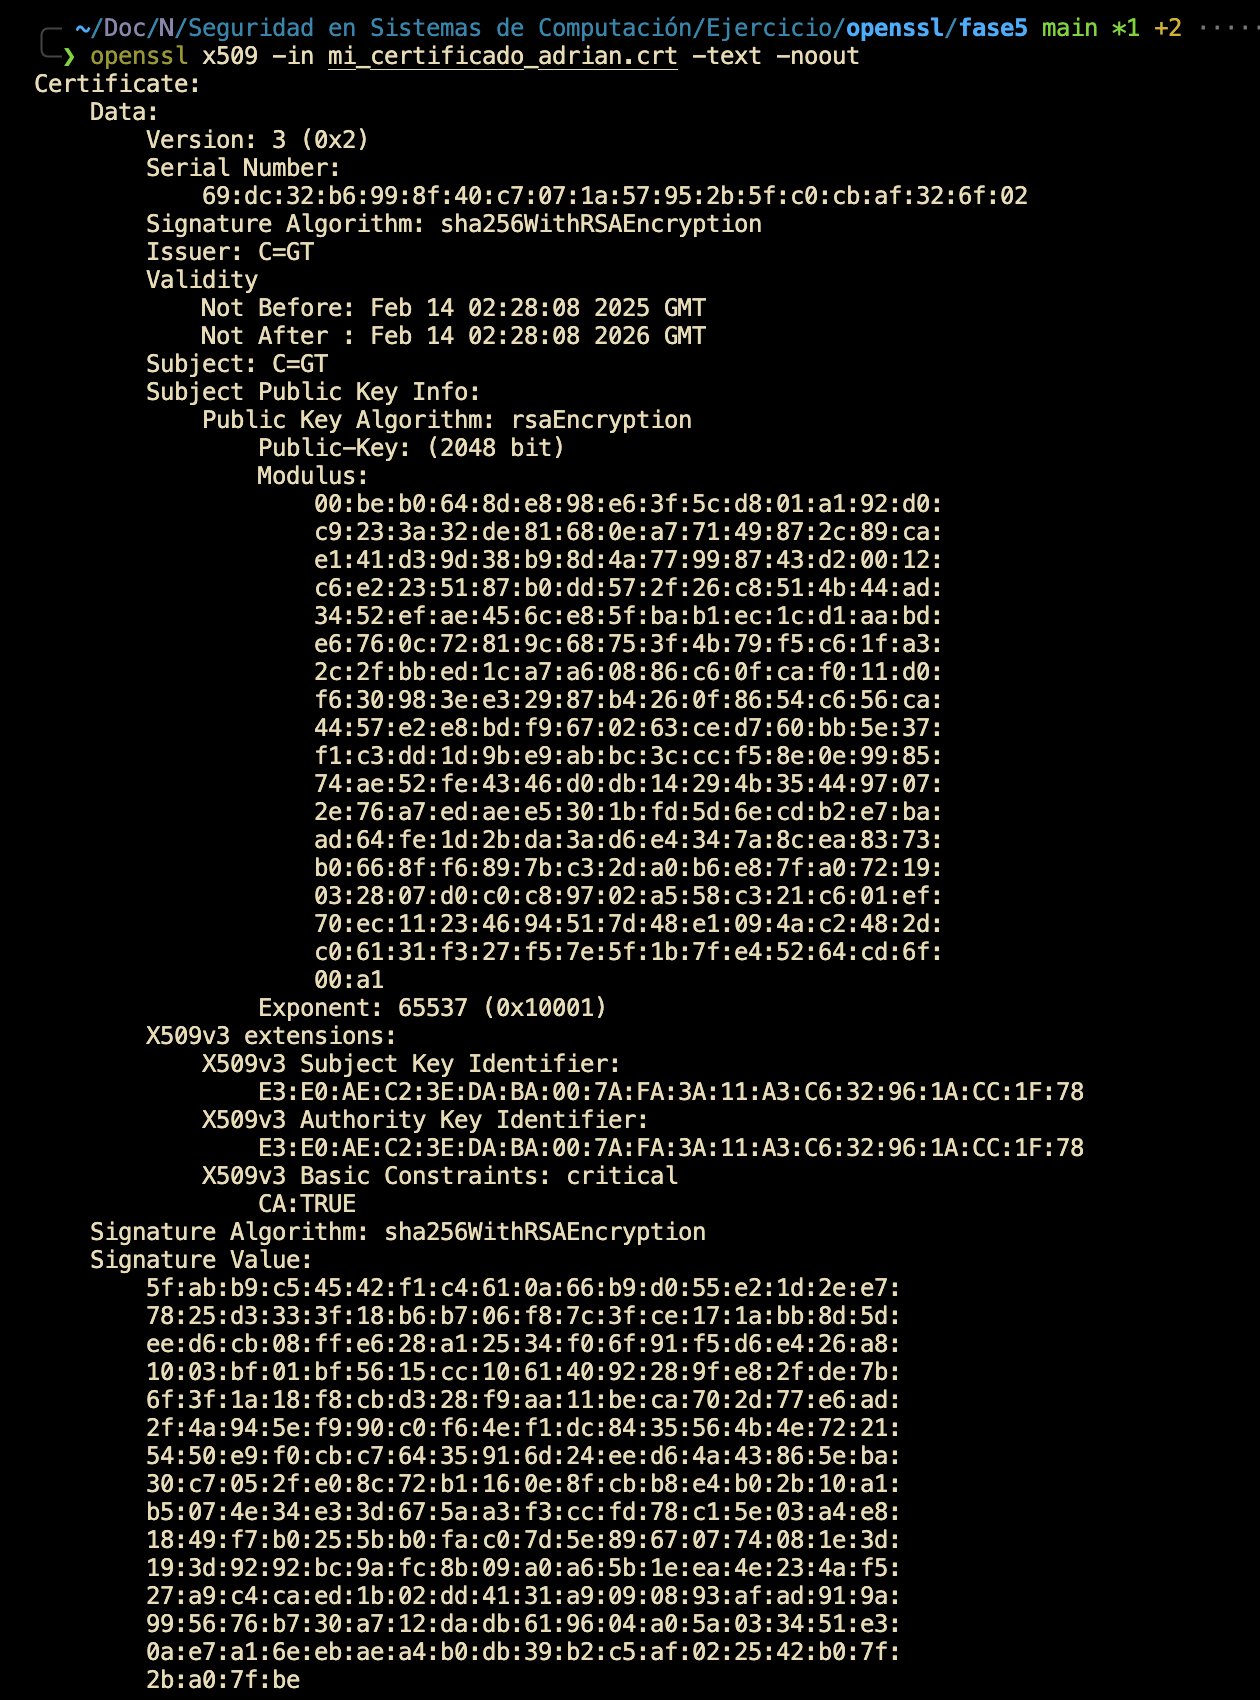 ~/Doc/N/Seguridad en Sistemas de Computación/Ejercicio/openssl/fase5 main *1 +2 ·····
❯ openssl x509 -in mi_certificado_adrian.crt -text -noout
Certificate:
Data:
Version: 3 (0x2)
Serial Number:
69:dc:32:b6:99:8f:40:c7:07:1a:57:95:2b:5f:c0:cb:af:32:6f:02
Signature Algorithm: sha256WithRSAEncryption
Issuer: C=GT
Validity
Not Before: Feb 14 02:28:08 2025 GMT
Not After : Feb 14 02:28:08 2026 GMT
Subject: C=GT
Subject Public Key Info:
Public Key Algorithm: rsaEncryption
Public-Key: (2048 bit)
Modulus:
00:be:b0:64:8d:e8:98:e6:3f:5c:d8:01:a1:92:d0:
c9:23:3a:32:de:81:68:0e:a7:71:49:87:2c:89:ca:
e1:41:d3:9d:38:b9:8d:4a:77:99:87:43:d2:00:12:
c6:e2:23:51:87:b0:dd:57:2f:26:c8:51:4b:44:ad:
34:52:ef:ae:45:6c:e8:5f:ba:b1:ec:1c:d1:aa:bd:
e6:76:0c:72:81:9c:68:75:3f:4b:79:f5:c6:1f:a3:
2c:2f:bb:ed:1c:a7:a6:08:86:c6:0f:ca:f0:11:d0:
f6:30:98:3e:e3:29:87:b4:26:0f:86:54:c6:56:ca:
44:57:e2:e8:bd:f9:67:02:63:ce:d7:60:bb:5e:37:
f1:c3:dd:1d:9b:e9:ab:bc:3c:cc:f5:8e:0e:99:85:
74:ae:52:fe:43:46:d0:db:14:29:4b:35:44:97:07:
2e:76:a7:ed:ae:e5:30:1b:fd:5d:6e:cd:b2:e7:ba:
ad:64:fe:1d:2b:da:3a:d6:e4:34:7a:8c:ea:83:73:
b0:66:8f:f6:89:7b:c3:2d:a0:b6:e8:7f:a0:72:19:
03:28:07:d0:c0:c8:97:02:a5:58:c3:21:c6:01:ef:
70:ec:11:23:46:94:51:7d:48:e1:09:4a:c2:48:2d:
c0:61:31:f3:27:f5:7e:5f:1b:7f:e4:52:64:cd:6f:
00:a1
Exponent: 65537 (0x10001)
X509v3 extensions:
X509v3 Subject Key Identifier:
E3:E0:AE:C2:3E:DA:BA:00:7A:FA:3A:11:A3:C6:32:96:1A:CC:1F:78
X509v3 Authority Key Identifier:
E3:E0:AE:C2:3E:DA:BA:00:7A:FA:3A:11:A3:C6:32:96:1A:CC:1F:78
X509v3 Basic Constraints: critical
CA:TRUE
Signature Algorithm: sha256WithRSAEncryption
Signature Value:
5f:ab:b9:c5:45:42:f1:c4:61:0a:66:b9:d0:55:e2:1d:2e:e7:
78:25:d3:33:3f:18:b6:b7:06:f8:7c:3f:ce:17:1a:bb:8d:5d:
ee:d6:cb:08:ff:e6:28:a1:25:34:f0:6f:91:f5:d6:e4:26:a8:
10:03:bf:01:bf:56:15:cc:10:61:40:92:28:9f:e8:2f:de:7b:
6f:3f:1a:18:f8:cb:d3:28:f9:aa:11:be:ca:70:2d:77:e6:ad:
2f:4a:94:5e:f9:90:c0:f6:4e:f1:dc:84:35:56:4b:4e:72:21:
54:50:e9:f0:cb:c7:64:35:91:6d:24:ee:d6:4a:43:86:5e:ba:
30:c7:05:2f:e0:8c:72:b1:16:0e:8f:cb:b8:e4:b0:2b:10:a1:
b5:07:4e:34:e3:3d:67:5a:a3:f3:cc:fd:78:c1:5e:03:a4:e8:
18:49:f7:b0:25:5b:b0:fa:c0:7d:5e:89:67:07:74:08:1e:3d:
19:3d:92:92:bc:9a:fc:8b:09:a0:a6:5b:1e:ea:4e:23:4a:f5:
27:a9:c4:ca:ed:1b:02:dd:41:31:a9:09:08:93:af:ad:91:9a:
99:56:76:b7:30:a7:12:da:db:61:96:04:a0:5a:03:34:51:e3:
0a:e7:a1:6e:eb:ae:a4:b0:db:39:b2:c5:af:02:25:42:b0:7f:
2b:a0:7f:be